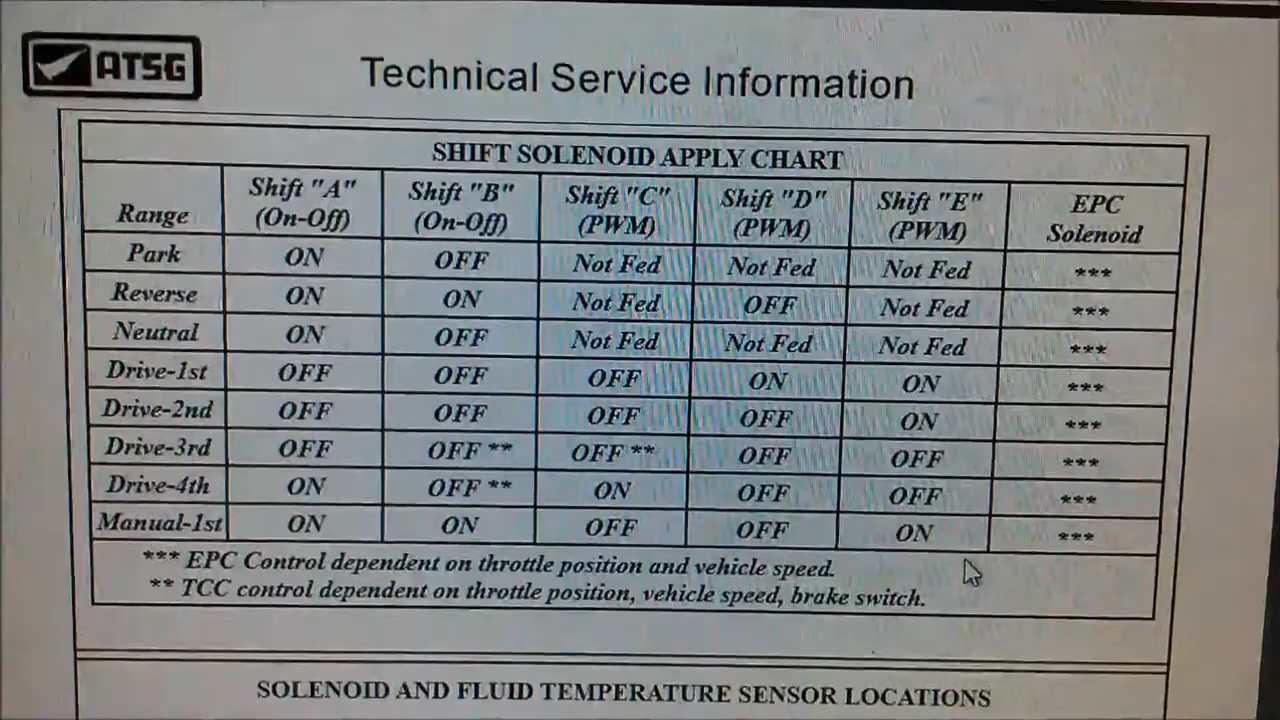 ATSG
Technical Service Information
SHIFT SOLENOID APPLY CHART
Range Shift "A" (On-Off) Shift "B" (On-Off) Shift "C" (PWM) Shift "D" (PWM) Shift "E" (PWM) EPC Solenoid
Park ON OFF Not Fed Not Fed Not Fed ***
Reverse ON ON Not Fed OFF Not Fed ***
Neutral ON OFF Not Fed Not Fed Not Fed ***
Drive-1st OFF OFF OFF ON ON ***
Drive-2nd OFF OFF OFF OFF ON ***
Drive-3rd OFF OFF ** OFF ** OFF OFF ***
Drive-4th ON OFF ** ON OFF OFF ***
Manual-1st ON ON OFF OFF ON ***
*** EPC Control dependent on throttle position and vehicle speed.
** TCC control dependent on throttle position, vehicle speed, brake switch.
SOLENOID AND FLUID TEMPERATURE SENSOR LOCATIONS